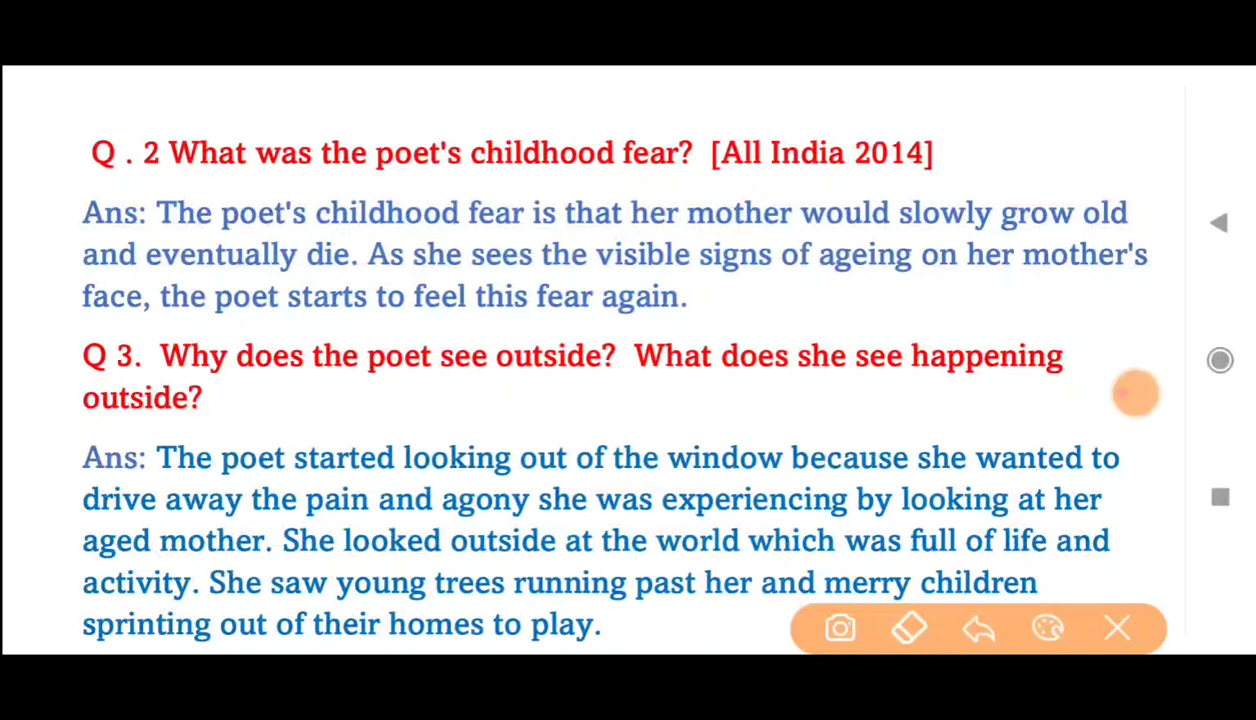 Q . 2 What was the poet's childhood fear? [All India 2014]
Ans: The poet's childhood fear is that her mother would slowly grow old
and eventually die. As she sees the visible signs of ageing on her mother's
face, the poet starts to feel this fear again.
Q 3. Why does the poet see outside? What does she see happening
outside?
Ans: The poet started looking out of the window because she wanted to
drive away the pain and agony she was experiencing by looking at her
aged mother. She looked outside at the world which was full of life and
activity. She saw young trees running past her and merry children
sprinting out of their homes to play.